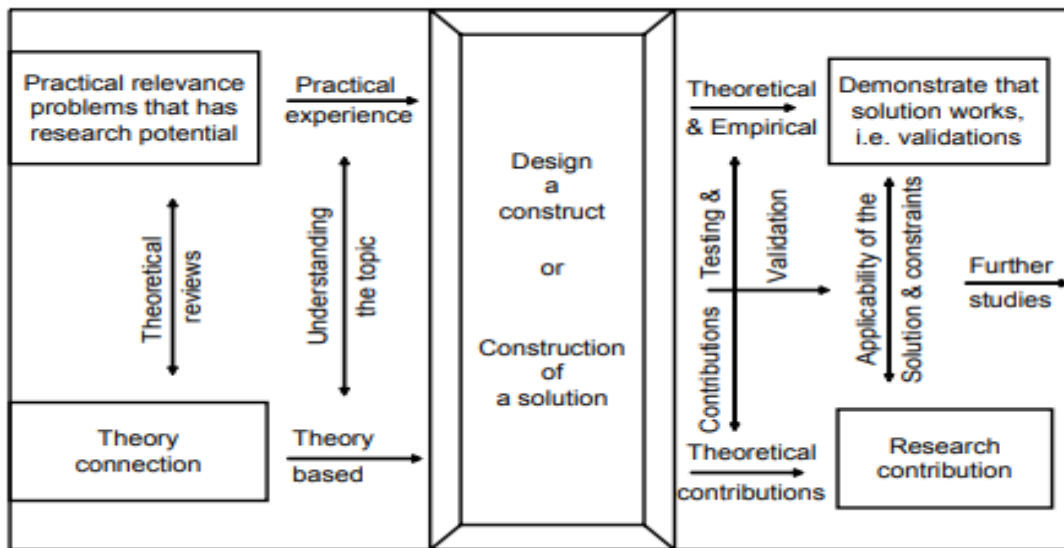 Practical relevance
problems that has
research potential
Practical
experience
Theoretical
reviews
Understanding
the topic
Theory
connection
Theory
based
Design
a
construct
or
Construction
of
a solution
Theoretical
& Empirical
Demonstrate that
solution works,
i.e. validations
Contributions Testing &
Validation
Applicability of the
Solution & constraints
Further
studies
Theoretical
contributions
Research
contribution